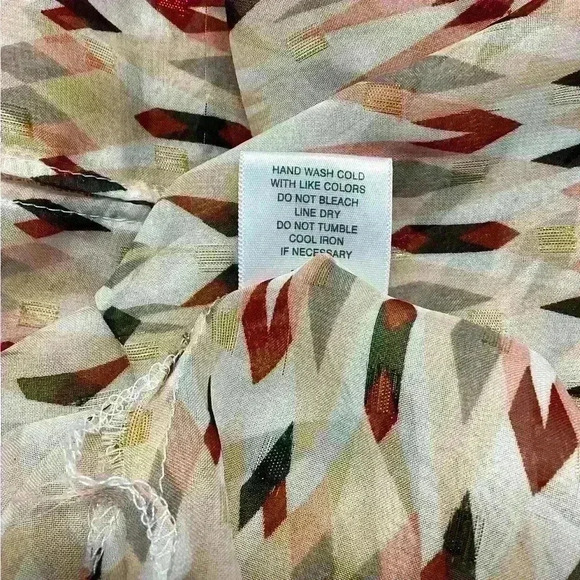 HAND WASH COLD
WITH LIKE COLORS
DO NOT BLEACH
LINE DRY
DO NOT TUMBLE
COOL IRON
IF NECESSARY